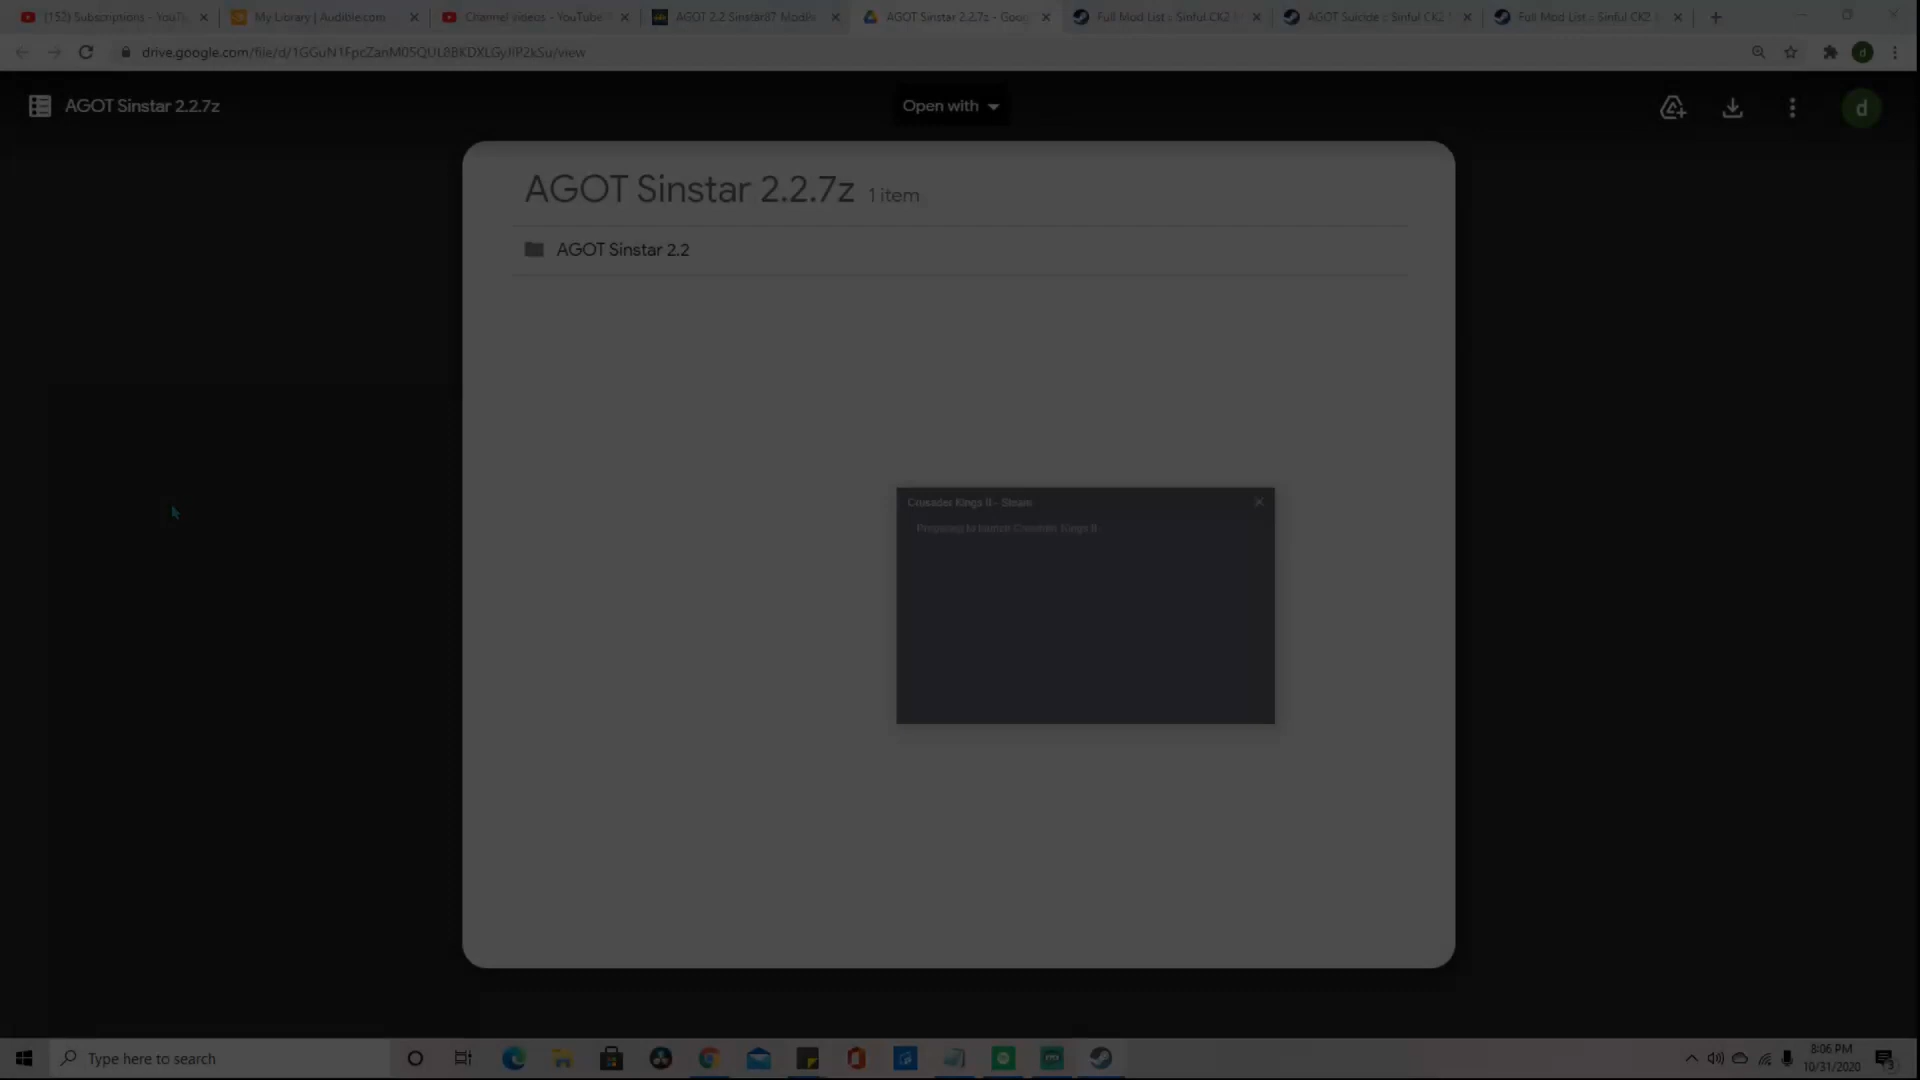 (152) Subscriptions - YouTu
My Library | Audible.com
Channel videos - YouTube
AGOT 2.2 Sinstar87 Modifi
AGOT Sinstar 2.2.7z - Goog
Full Mod List :: Sinful CK2
AGOT Suicide :: Sinful CK2
Full Mod List :: Sinful CK2
drive.google.com/file/d/1GGuN1FpcZanM05QUL8BKDXLGyJIP2kSu/view
d
AGOT Sinstar 2.2.7z
Open with
d
AGOT Sinstar 2.2.7z 1 item
AGOT Sinstar 2.2
Crusader Kings II - Steam
Preparing to launch Crusader Kings II
Type here to search
8:06 PM
10/31/2020
3